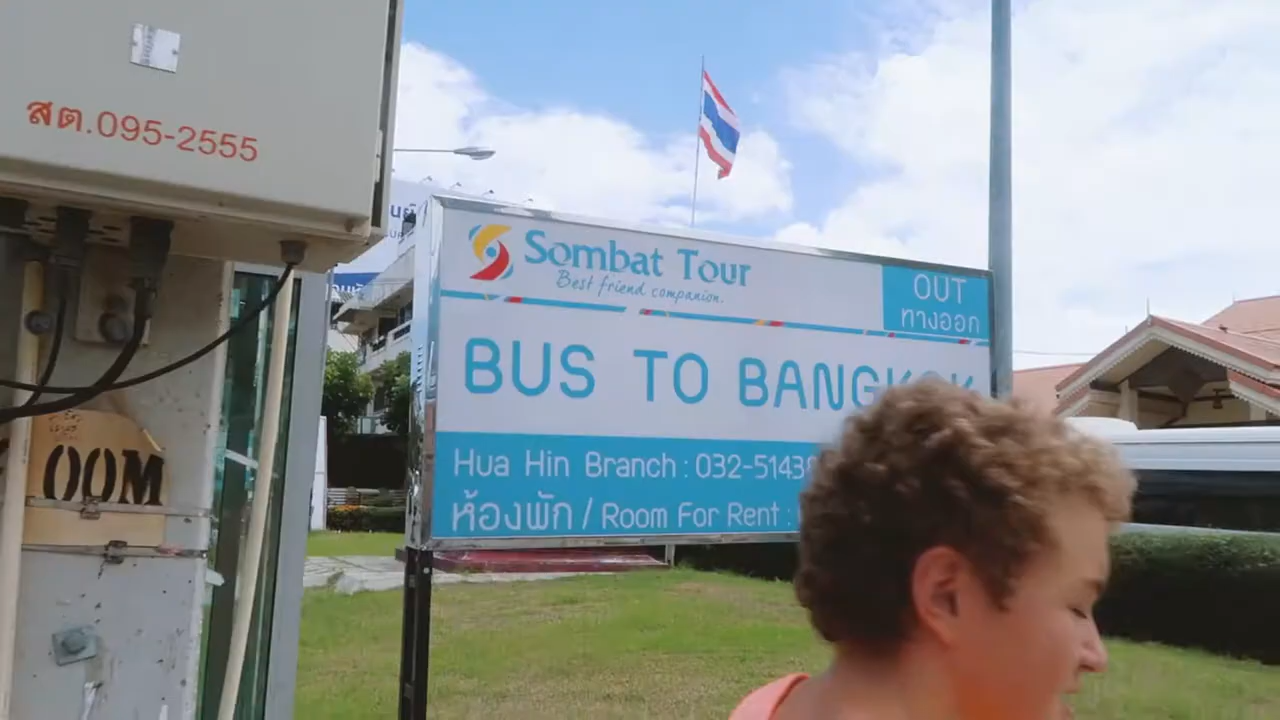 สต.095-2555
OOM
Sombat Tour
Best friend companion.
OUT
ทางออก
BUS TO BANGKOK
Hua Hin Branch : 032-5143
ห้องพัก / Room For Rent :